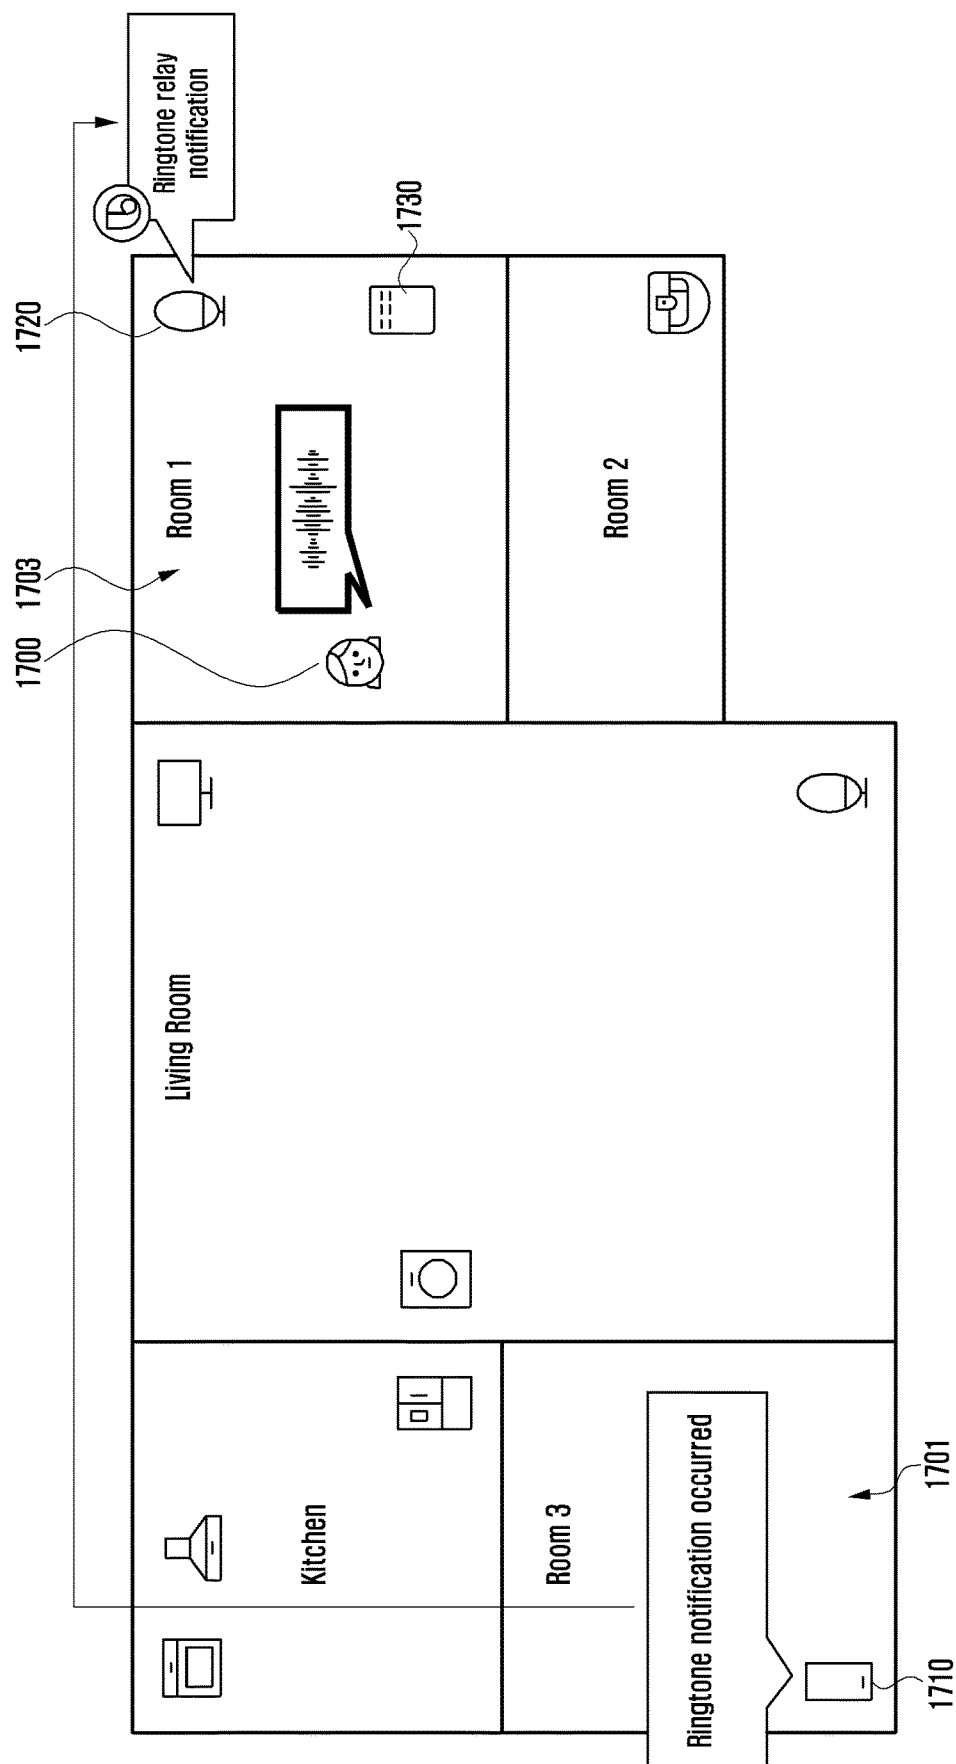 1720
1703
1700
Ringtone relay
notification
1730
Room 1
Room 2
Living Room
Kitchen
Room 3
Ringtone notification occurred
1701
1710